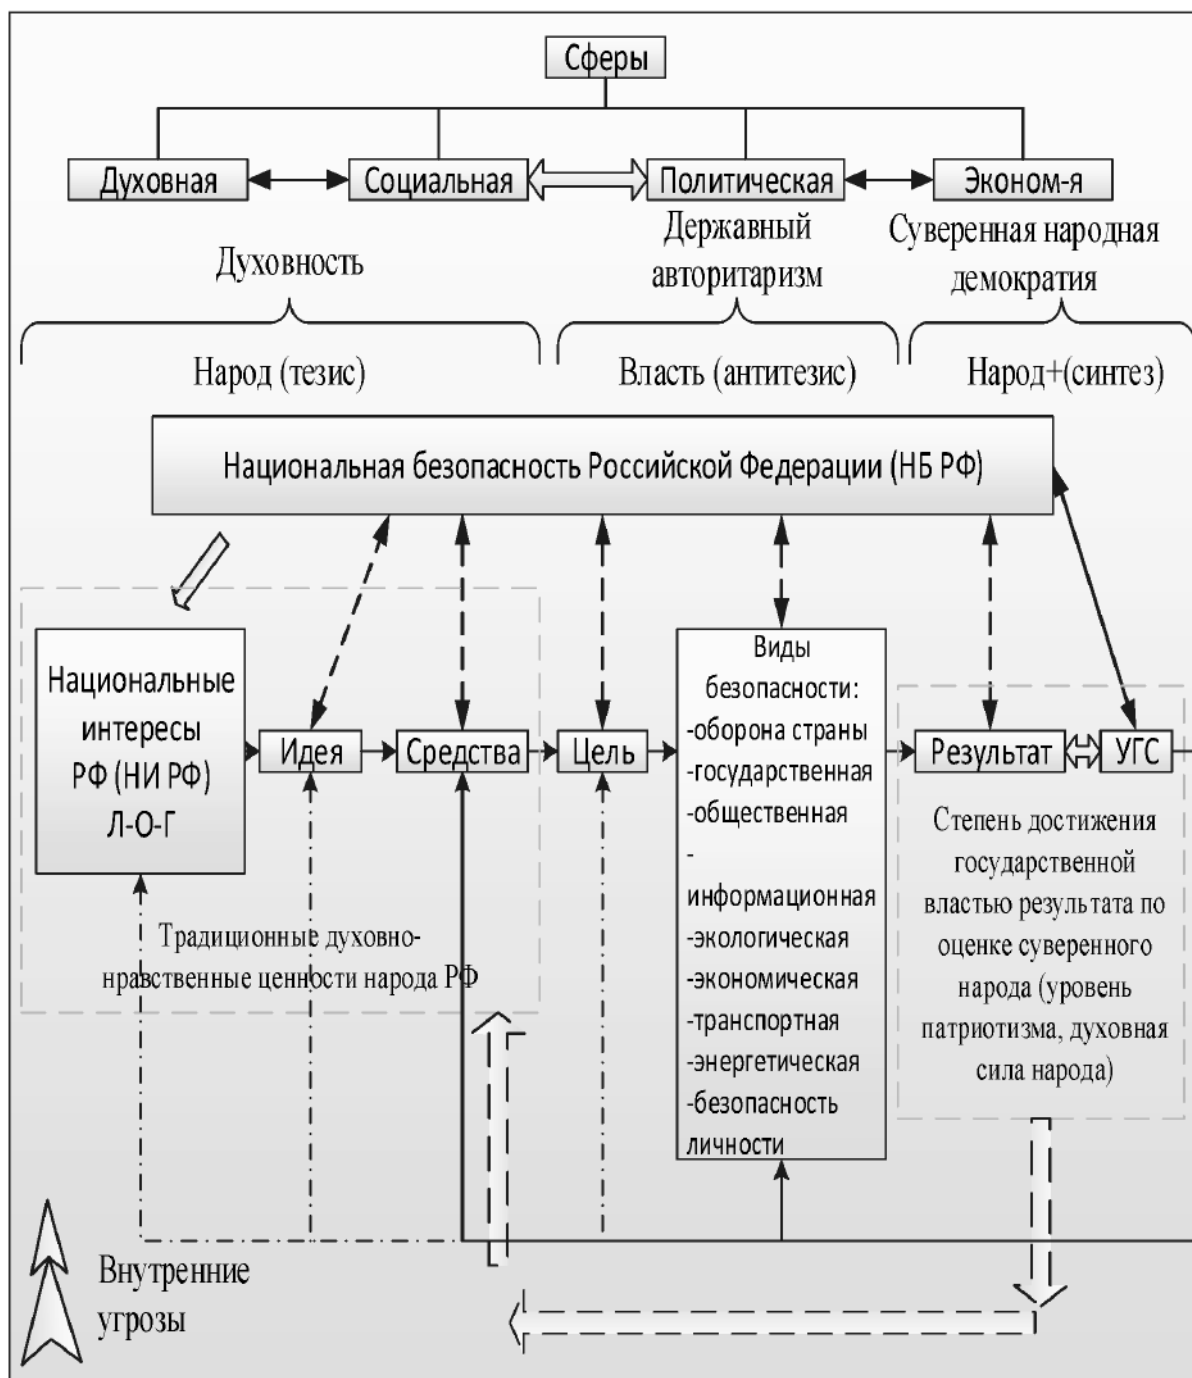 Сферы
Духовная
Социальная
Политическая
Эконом-я
Духовность
Державный
авторитаризм
Суверенная народная
демократия
Народ (тезис)
Власть (антитезис)
Народ+(синтез)
Национальная безопасность Российской Федерации (НБ РФ)
Национальные
интересы
РФ (НИ РФ)
Л-О-Г
Идея
Средства
Цель
Виды
безопасности:
-оборона страны
-государственная
-общественная
-
информационная
-экологическая
-экономическая
-транспортная
-энергетическая
-безопасность
личности
Результат
УГС
Степень достижения
государственной
властью результата по
оценке суверенного
народа (уровень
патриотизма, духовная
сила народа)
Традиционные духовно-
нравственные ценности народа РФ
Внутренние
угрозы